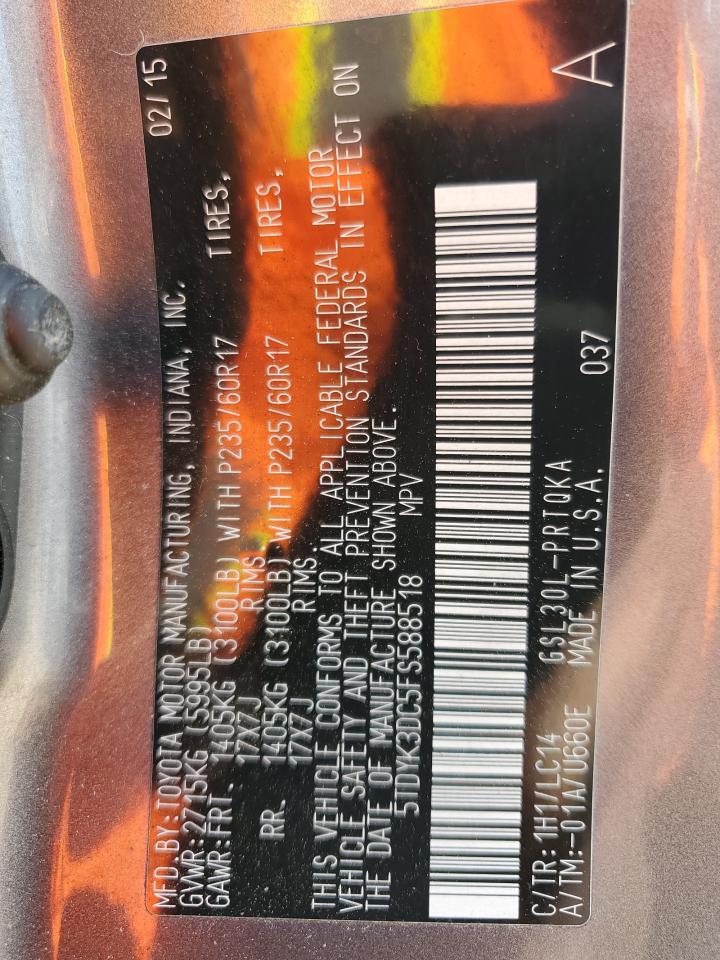 MFD.BY:TOYOTA MOTOR MANUFACTURING, INDIANA, INC. 02/15
GVWR:2715KG (5995LB)
GAWR:FRT. 1405KG (3100LB) WITH P235/60R17 TIRES,
17X7J RIMS
RR. 1405KG (3100LB) WITH P235/60R17 TIRES,
17X7J RIMS.
THIS VEHICLE CONFORMS TO ALL APPLICABLE FEDERAL MOTOR
VEHICLE SAFETY AND THEFT PREVENTION STANDARDS IN EFFECT ON
THE DATE OF MANUFACTURE SHOWN ABOVE.
5TDYK3DC5FS588518 MPV
C/TR:1H1/LC14 GSL30L-PRTQKA
A/TM:-01A/U660E MADE IN U.S.A. 037 A